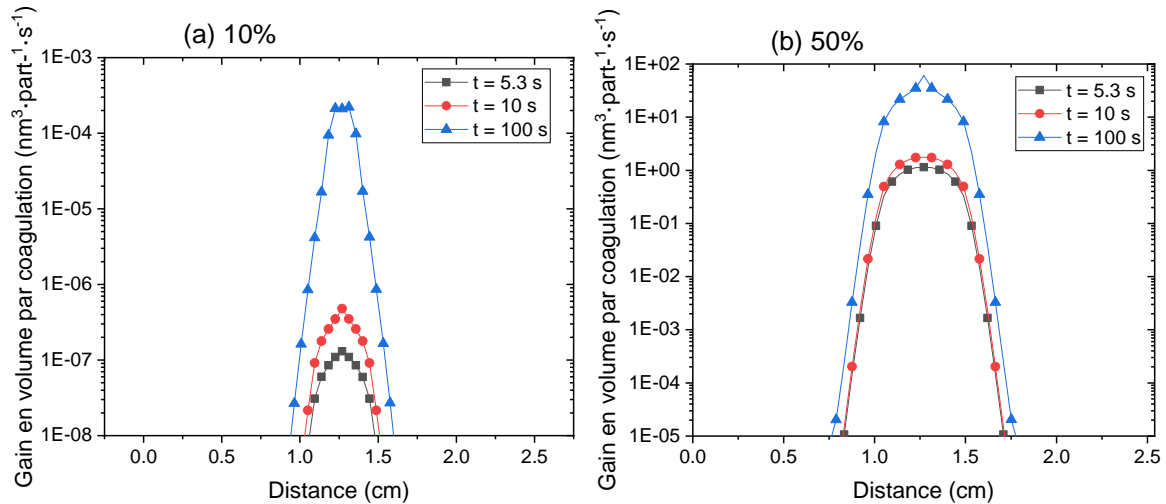 (a) 10%
1E-03
1E-04
1E-05
1E-06
1E-07
1E-08
Gain en volume par coagulation (nm³·part-¹·s⁻¹)
t = 5.3 s
t = 10 s
t = 100 s
0.0 0.5 1.0 1.5 2.0 2.5
Distance (cm)
(b) 50%
1E+02
1E+01
1E+00
1E-01
1E-02
1E-03
1E-04
1E-05
Gain en volume par coagulation (nm³·part-¹·s⁻¹)
t = 5.3 s
t = 10 s
t = 100 s
0.0 0.5 1.0 1.5 2.0 2.5
Distance (cm)